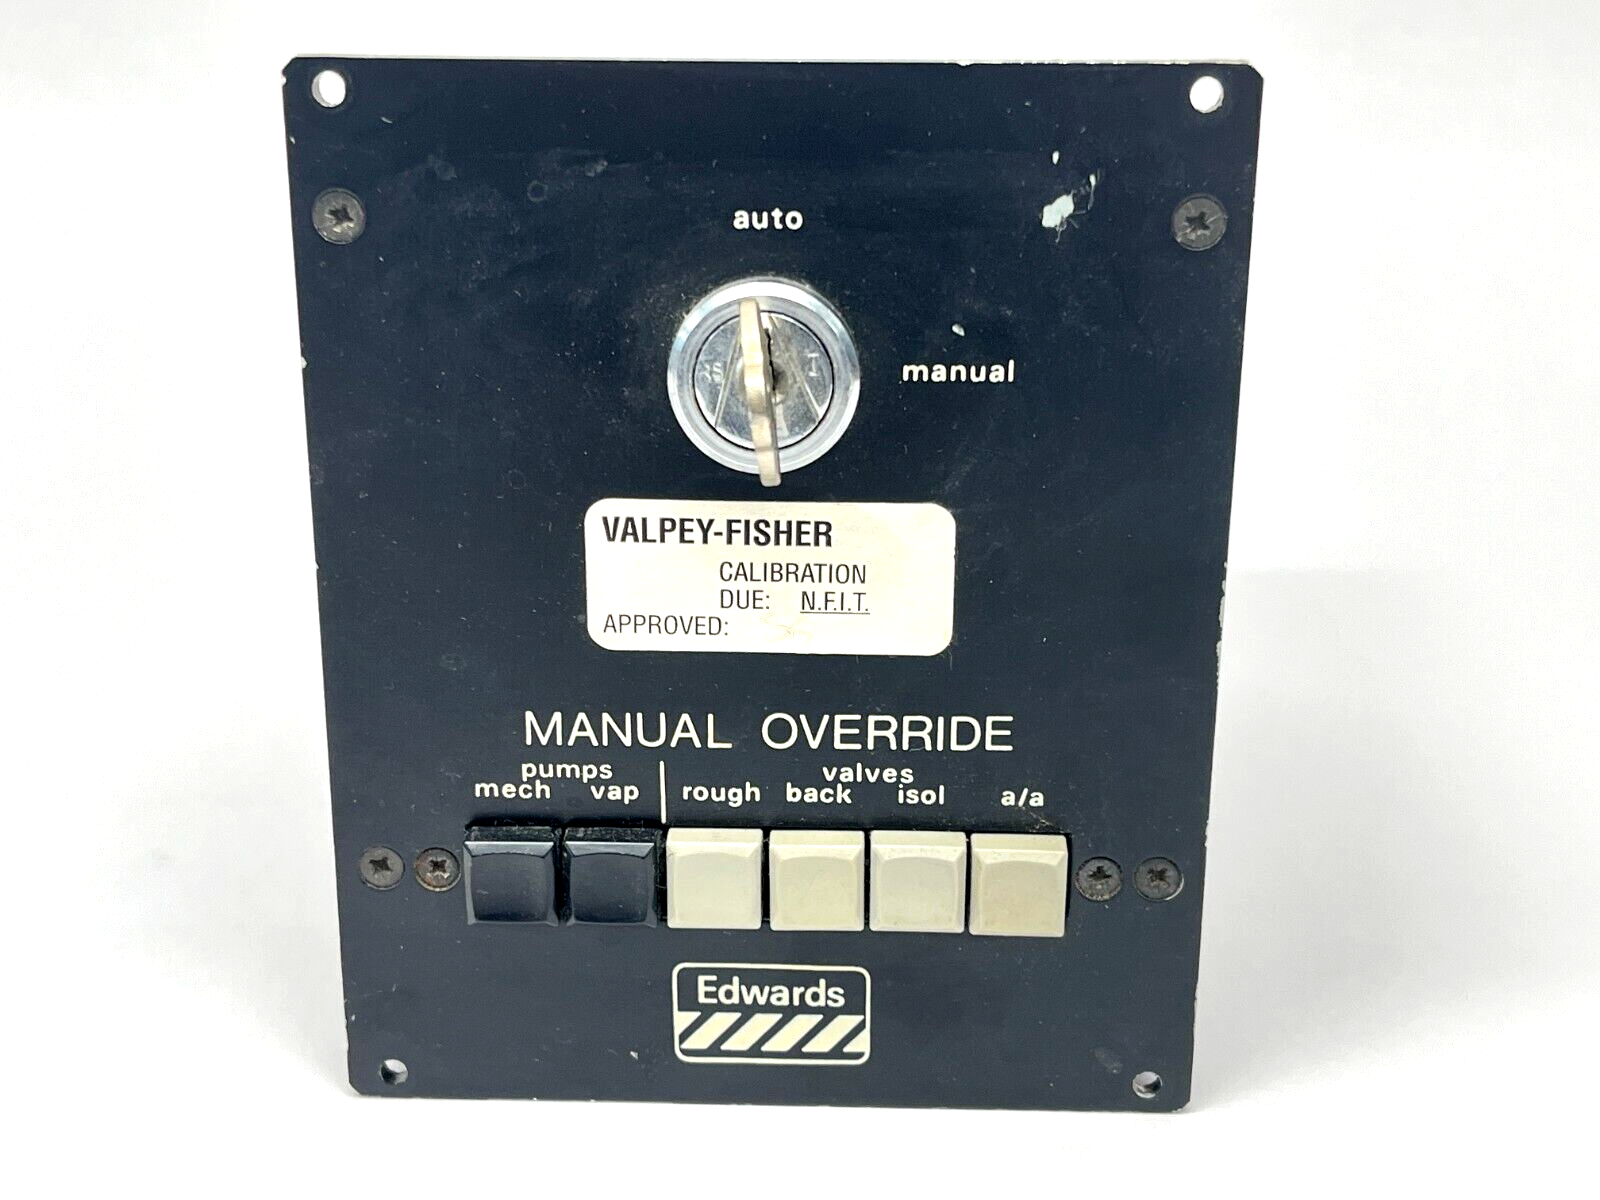 auto
manual
VALPEY-FISHER
CALIBRATION
DUE: N.F.I.T.
APPROVED:
MANUAL OVERRIDE
pumps valves
mech vap rough back isol a/a
Edwards